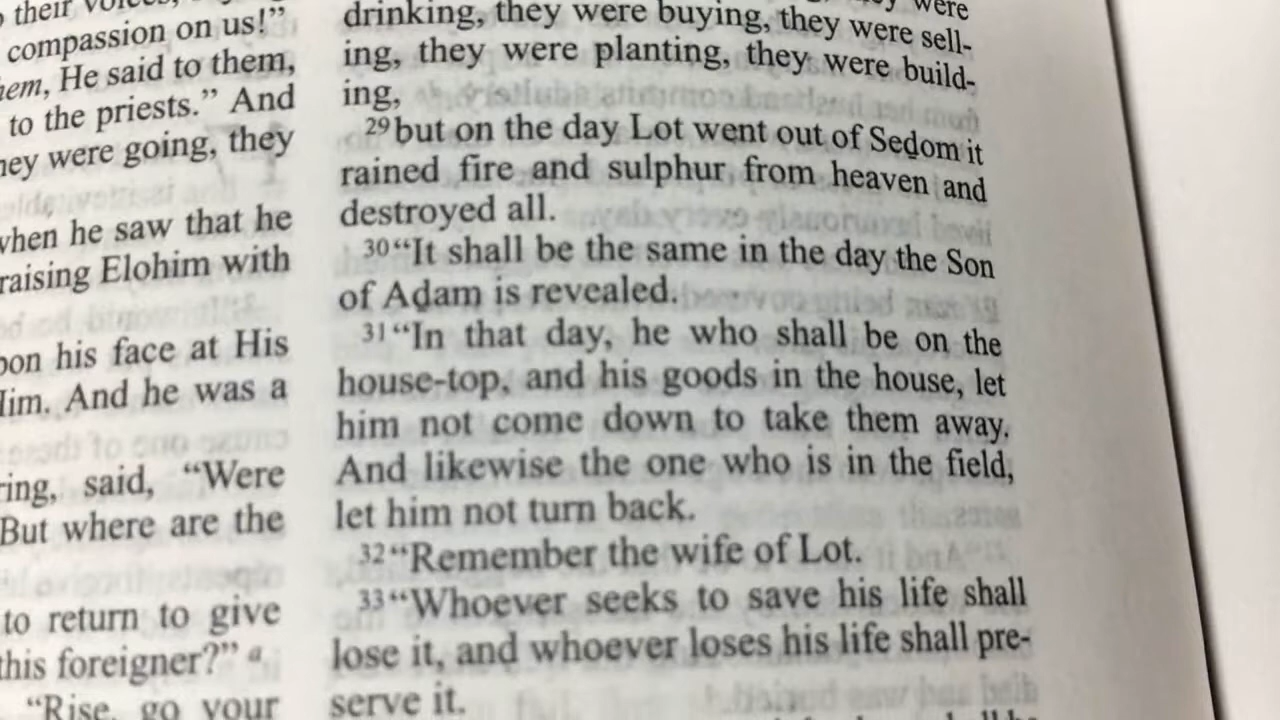 their voices,
compassion on us!”
He said to them,
to the priests.” And
were going, they
when he saw that he
raising Elohim with
his face at His
And he was a
said, “Were
But where are the
to return to give
this foreigner?” a
“Rise, go your
were
drinking, they were buying, they were sell-
ing, they were planting, they were build-
ing,
29 but on the day Lot went out of Seḏom it
rained fire and sulphur from heaven and
destroyed all.
30 “It shall be the same in the day the Son
of Aḏam is revealed.
31 “In that day, he who shall be on the
house-top, and his goods in the house, let
him not come down to take them away.
And likewise the one who is in the field,
let him not turn back.
32 “Remember the wife of Lot.
33 “Whoever seeks to save his life shall
lose it, and whoever loses his life shall pre-
serve it.